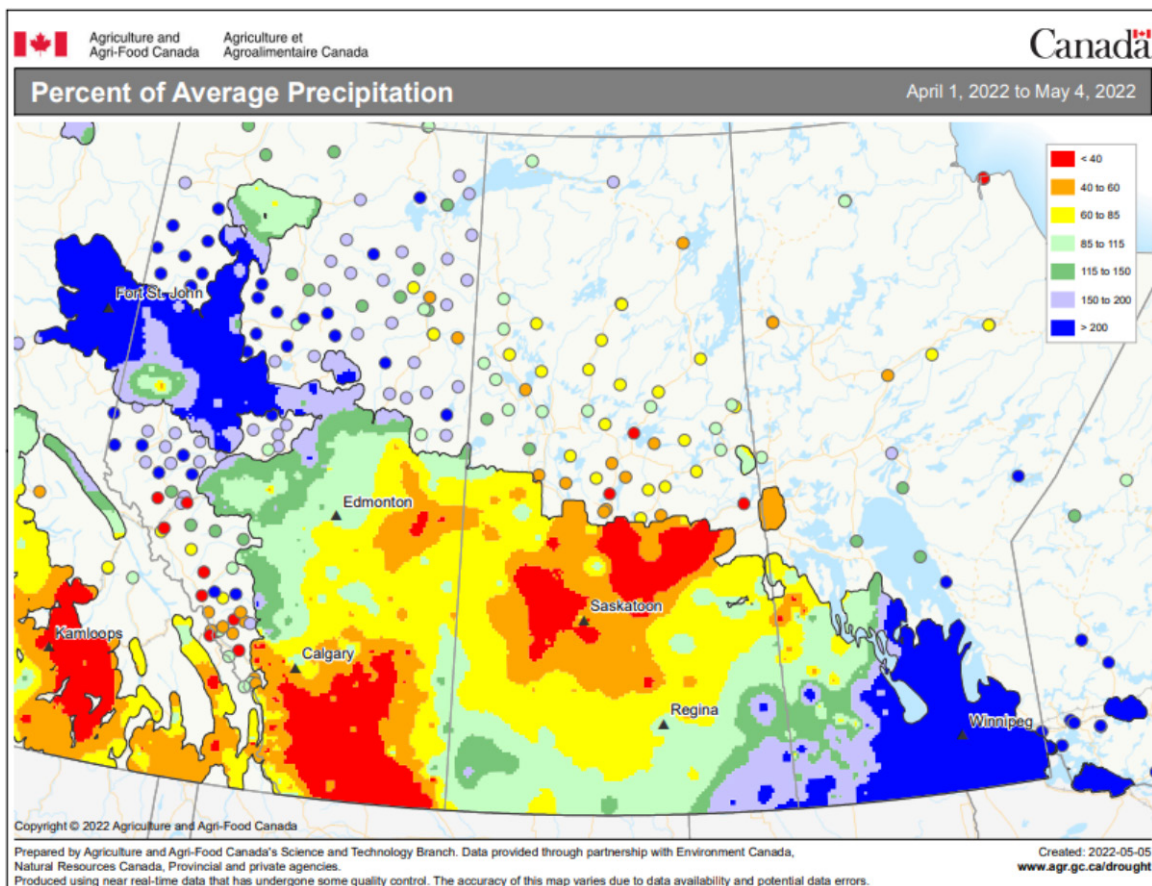 Agriculture and Agriculture et
Agri-Food Canada Agroalimentaire Canada
Canada
Percent of Average Precipitation April 1, 2022 to May 4, 2022
< 40
40 to 60
60 to 85
85 to 115
115 to 150
150 to 200
> 200
Fort St. John
Edmonton
Saskatoon
Kamloops
Calgary
Regina
Winnipeg
Copyright © 2022 Agriculture and Agri-Food Canada
Prepared by Agriculture and Agri-Food Canada's Science and Technology Branch. Data provided through partnership with Environment Canada, Created: 2022-05-05
Natural Resources Canada, Provincial and private agencies. www.agr.gc.ca/drought
Produced using near real-time data that has undergone some quality control. The accuracy of this map varies due to data availability and potential data errors.